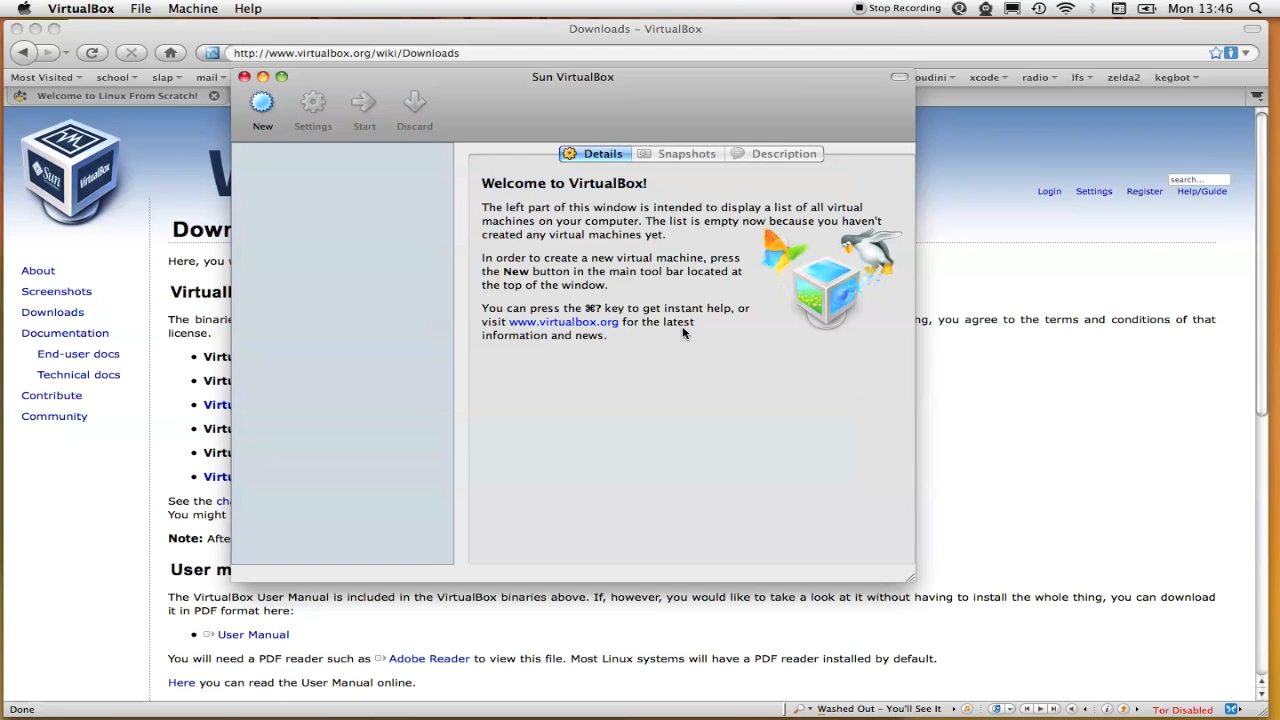 VirtualBox File Machine Help Stop Recording Mon 13:46
Downloads – VirtualBox
http://www.virtualbox.org/wiki/Downloads
Most Visited school slap mail oudini xcode radio lfs zelda2 kegbot
Welcome to Linux From Scratch!
Sun VirtualBox
New Settings Start Discard
Details Snapshots Description
Welcome to VirtualBox!
The left part of this window is intended to display a list of all virtual
machines on your computer. The list is empty now because you haven't
created any virtual machines yet.
In order to create a new virtual machine, press
the New button in the main tool bar located at
the top of the window.
You can press the ⌘? key to get instant help, or
visit www.virtualbox.org for the latest
information and news.
Sun VirtualBox
V
search...
Login Settings Register Help/Guide
About
Screenshots
Downloads
Documentation
End-user docs
Technical docs
Contribute
Community
Down
Here, you w
Virtual
The binarie ng, you agree to the terms and conditions of that
license.
Virtu
Virtu
Virtu
Virtu
Virtu
Virtu
See the cha
You might
Note: Afte
User m
The VirtualBox User Manual is included in the VirtualBox binaries above. If, however, you would like to take a look at it without having to install the whole thing, you can download
it in PDF format here:
User Manual
You will need a PDF reader such as Adobe Reader to view this file. Most Linux systems will have a PDF reader installed by default.
Here you can read the User Manual online.
Done Washed Out – You'll See It Tor Disabled